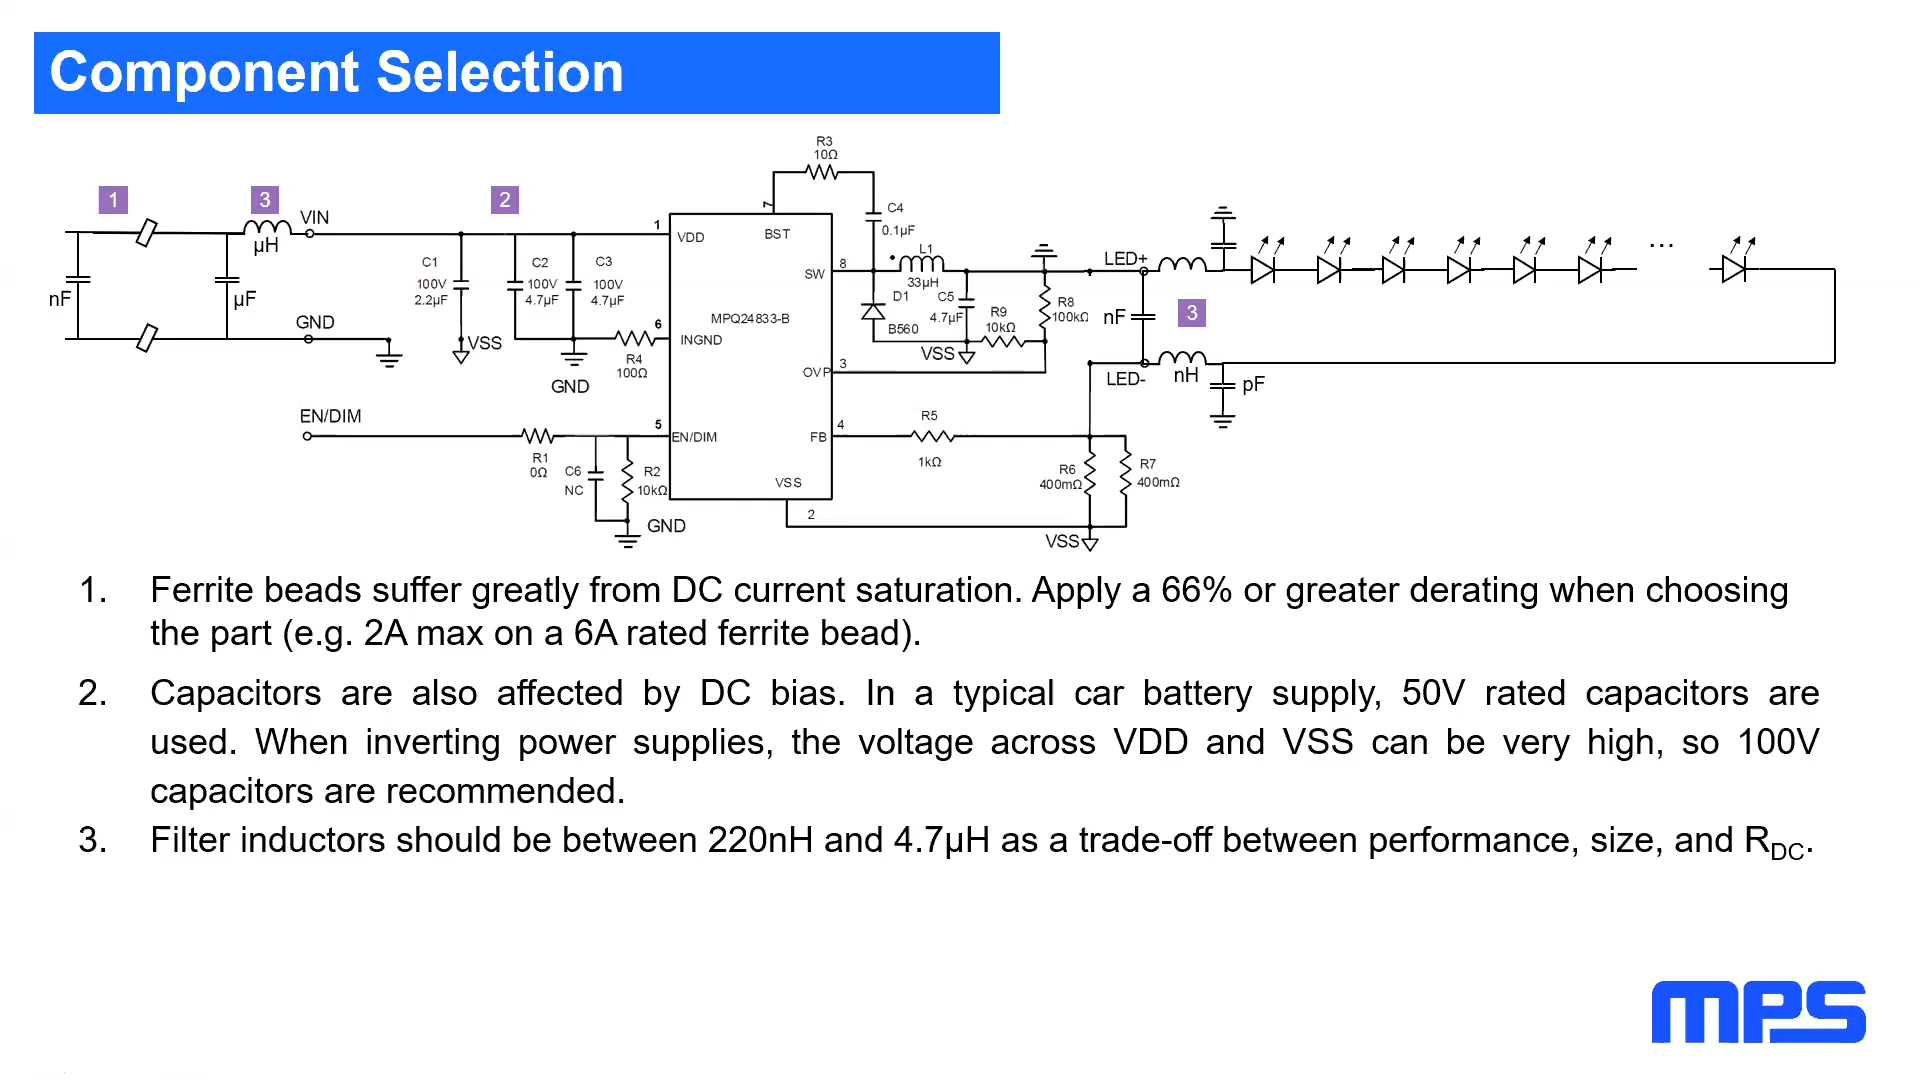 Component Selection
R3
10Ω
1
3
2
VIN
µH
7
C4
0.1µF
1
VDD
BST
SW
8
L1
33µH
LED+
...
C1
100V
2.2µF
C2
100V
4.7µF
C3
100V
4.7µF
nF
µF
GND
VSS
6
INGND
R4
100Ω
GND
MPQ24833-B
D1
B560
C5
4.7µF
R9
10kΩ
R8
100kΩ
VSS
nF
3
OVP
3
LED-
nH
pF
EN/DIM
5
EN/DIM
FB
4
R5
1kΩ
R1
0Ω
C6
NC
R2
10kΩ
VSS
2
GND
R6
400mΩ
R7
400mΩ
VSS
1. Ferrite beads suffer greatly from DC current saturation. Apply a 66% or greater derating when choosing
the part (e.g. 2A max on a 6A rated ferrite bead).
2. Capacitors are also affected by DC bias. In a typical car battery supply, 50V rated capacitors are
used. When inverting power supplies, the voltage across VDD and VSS can be very high, so 100V
capacitors are recommended.
3. Filter inductors should be between 220nH and 4.7µH as a trade-off between performance, size, and RDC.
mps